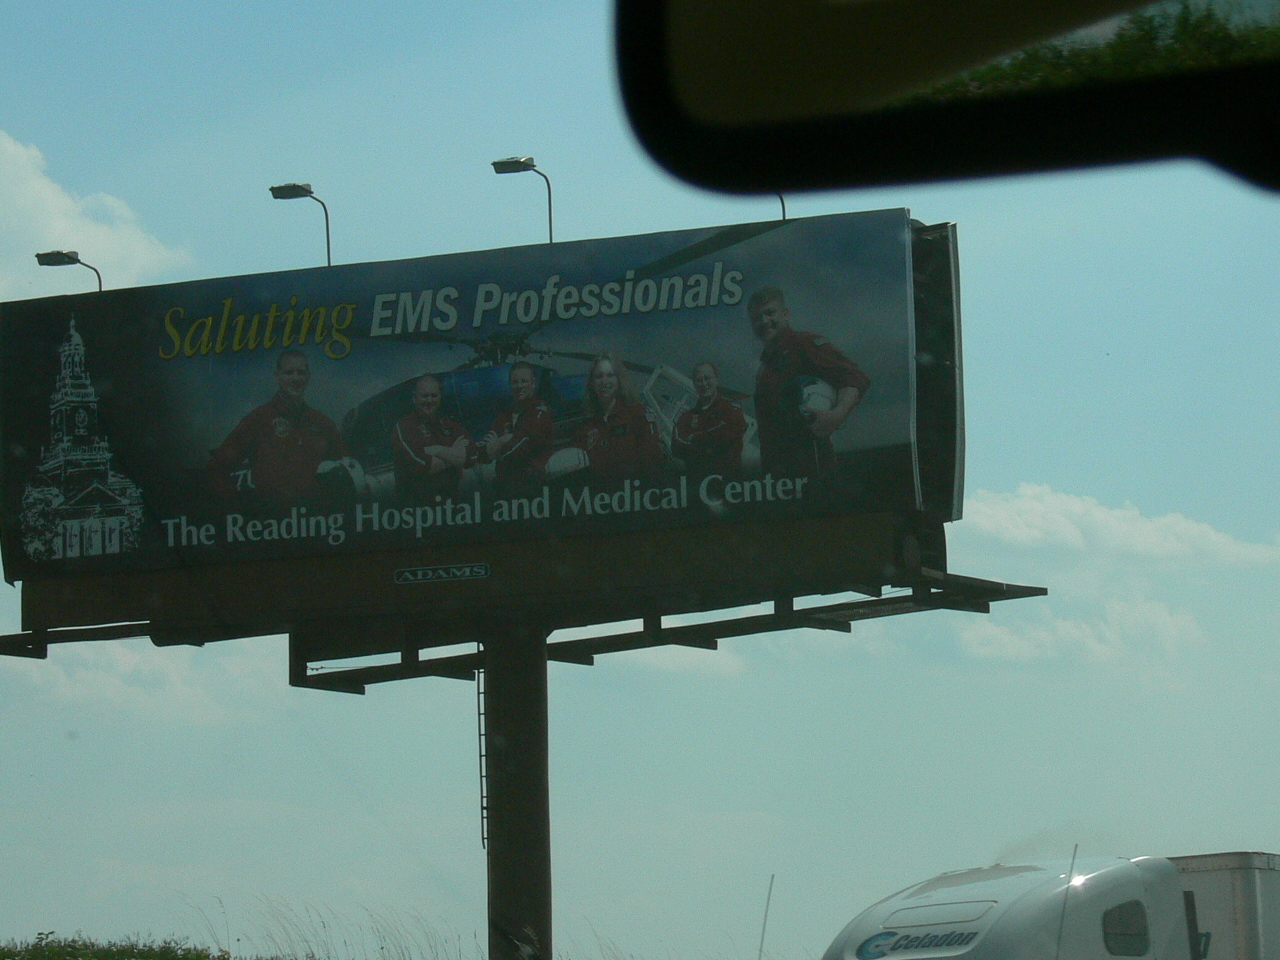 Saluting EMS Professionals
The Reading Hospital and Medical Center
ADAMS
Celadon